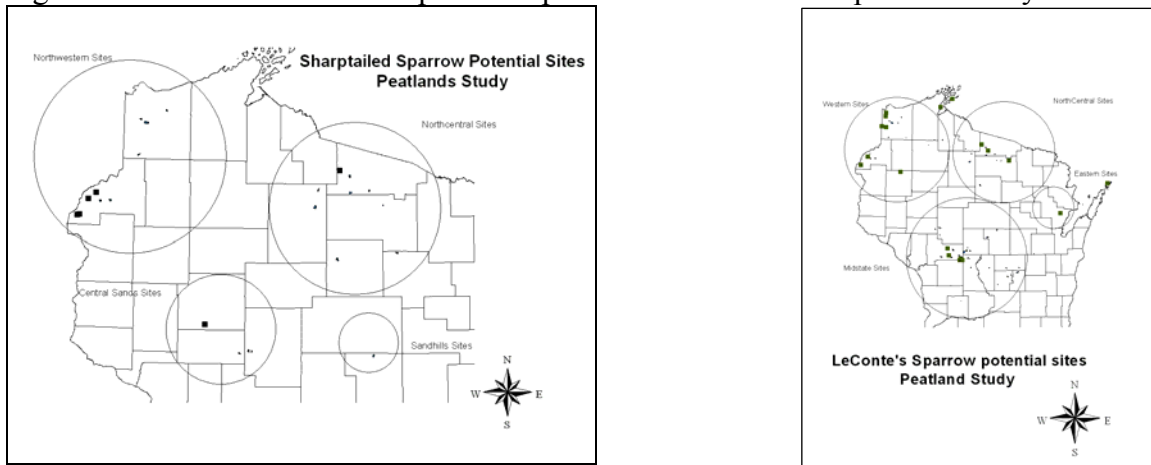 Northwestern Sites
Sharptailed Sparrow Potential Sites
Peatlands Study
Northcentral Sites
Central Sands Sites
Sandhills Sites
N
W E
S
Western Sites
NorthCentral Sites
Eastern Sites
Midstate Sites
LeConte's Sparrow potential sites
Peatland Study
N
W E
S